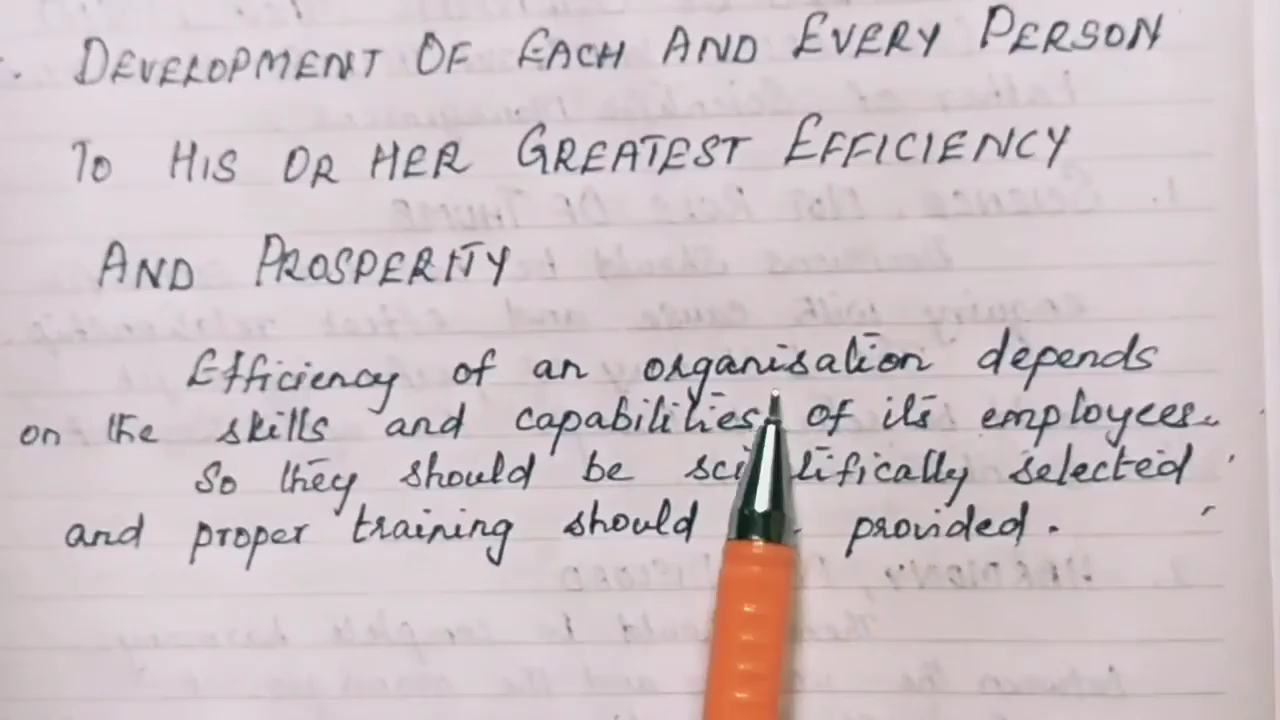 DEVELOPMENT OF EACH AND EVERY PERSON
TO HIS OR HER GREATEST EFFICIENCY
AND PROSPERITY
Efficiency of an organisation depends
on the skills and capabilities of its employees.
So they should be selected
and proper training should provided.